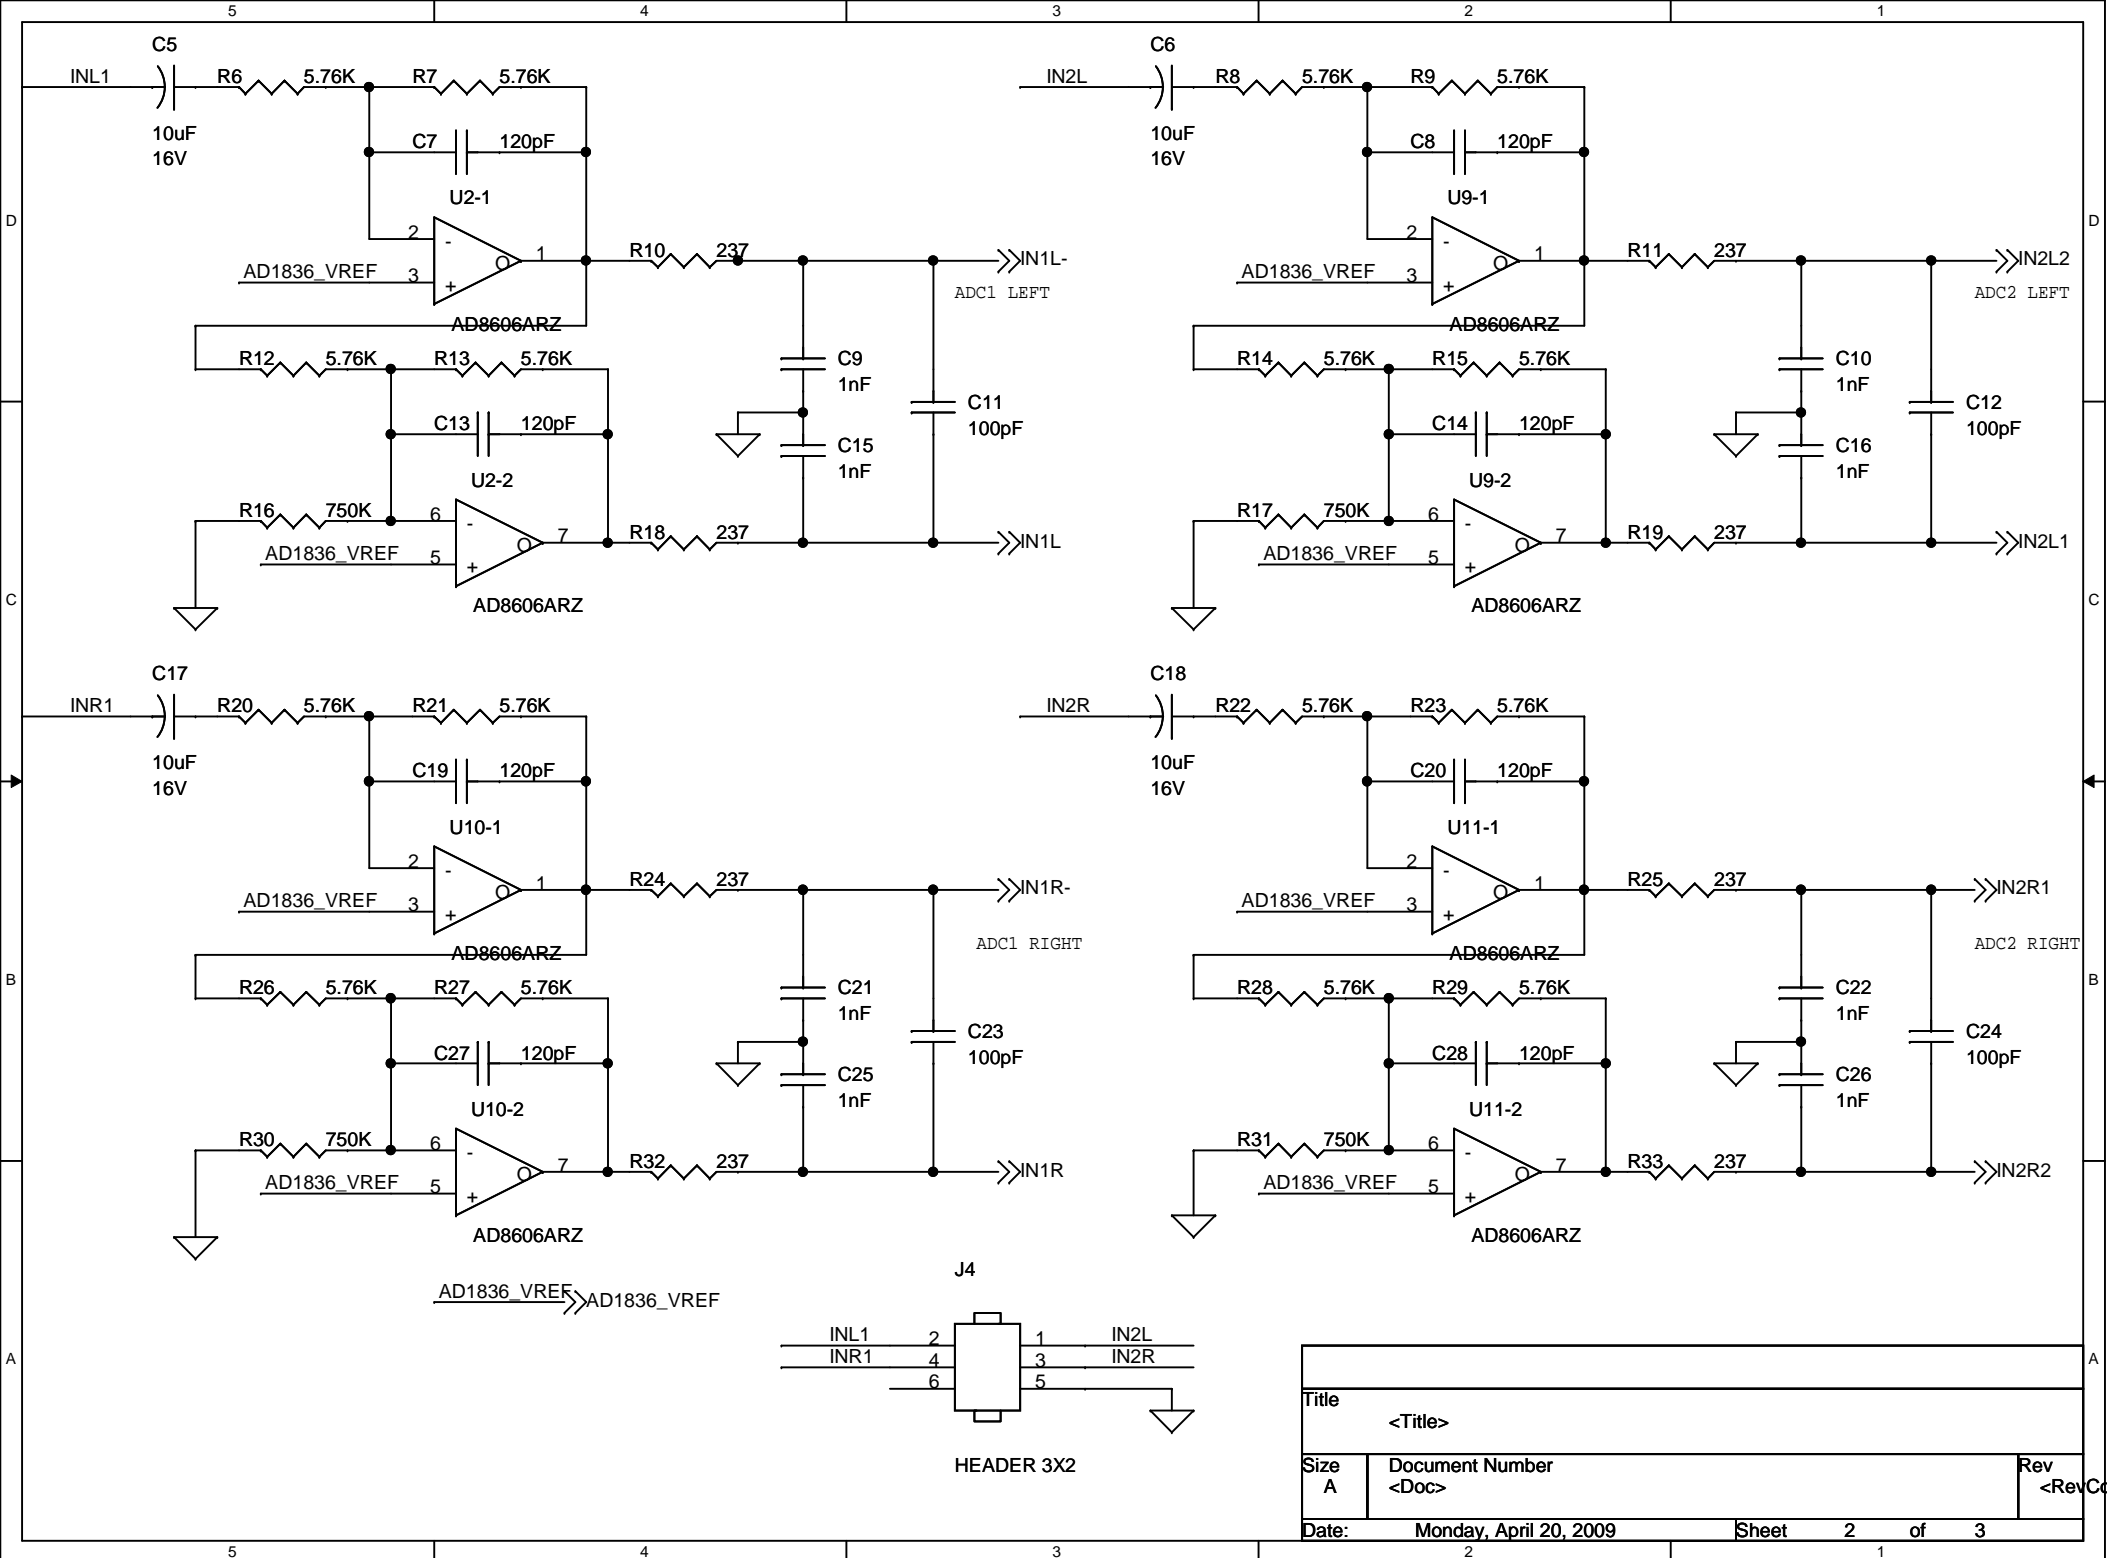 5 4 3 2 1
C5
INL1 R6 5.76K R7 5.76K
10uF
16V
C7 120pF
U2-1
2
-
AD1836_VREF 3
+
O 1
AD8606ARZ
R10 237
IN1L-
ADC1 LEFT
R12 5.76K R13 5.76K
C9
1nF
C11
100pF
C13 120pF
C15
1nF
U2-2
R16 750K 6
-
AD1836_VREF 5
+
O 7
R18 237
IN1L
AD8606ARZ
C6
IN2L R8 5.76K R9 5.76K
10uF
16V
C8 120pF
U9-1
2
-
AD1836_VREF 3
+
O 1
AD8606ARZ
R11 237
IN2L2
ADC2 LEFT
R14 5.76K R15 5.76K
C10
1nF
C12
100pF
C14 120pF
C16
1nF
U9-2
R17 750K 6
-
AD1836_VREF 5
+
O 7
R19 237
IN2L1
AD8606ARZ
C17
INR1 R20 5.76K R21 5.76K
10uF
16V
C19 120pF
U10-1
2
-
AD1836_VREF 3
+
O 1
AD8606ARZ
R24 237
IN1R-
ADC1 RIGHT
R26 5.76K R27 5.76K
C21
1nF
C23
100pF
C27 120pF
C25
1nF
U10-2
R30 750K 6
-
AD1836_VREF 5
+
O 7
R32 237
IN1R
AD8606ARZ
C18
IN2R R22 5.76K R23 5.76K
10uF
16V
C20 120pF
U11-1
2
-
AD1836_VREF 3
+
O 1
AD8606ARZ
R25 237
IN2R1
ADC2 RIGHT
R28 5.76K R29 5.76K
C22
1nF
C24
100pF
C28 120pF
C26
1nF
U11-2
R31 750K 6
-
AD1836_VREF 5
+
O 7
R33 237
IN2R2
AD8606ARZ
AD1836_VREF AD1836_VREF
J4
INL1 2 1 IN2L
INR1 4 3 IN2R
6 5
HEADER 3X2
D D
C C
B B
A A
Title
<Title>
Size Document Number Rev
A <Doc> <RevCo
Date: Monday, April 20, 2009 Sheet 2 of 3
5 4 3 2 1